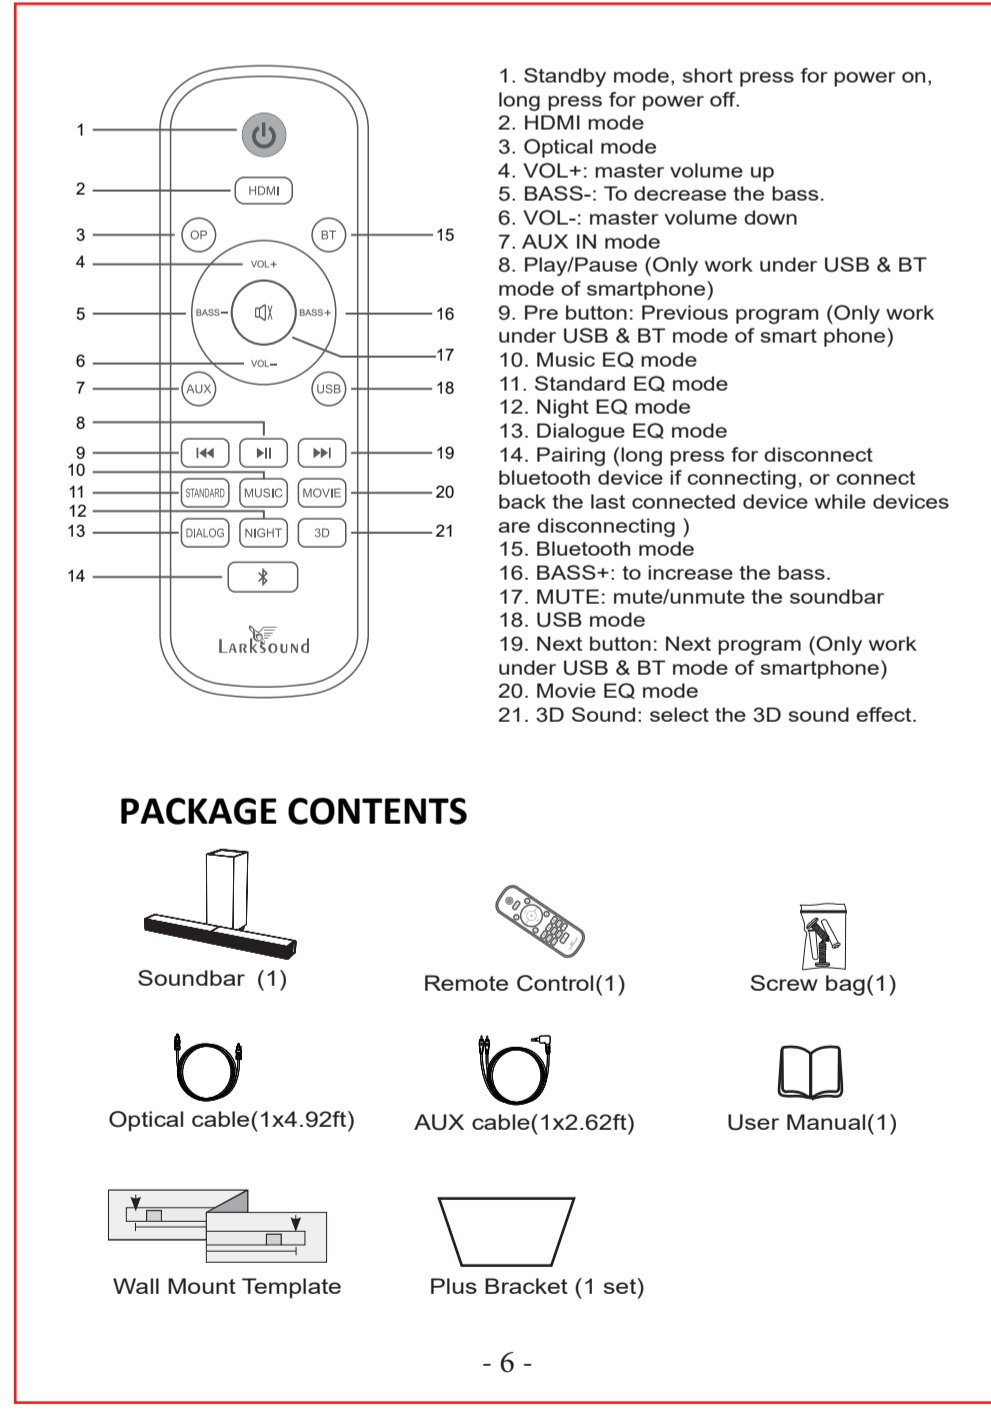 1
2
3
4
5
6
7
8
9
10
11
12
13
14
HDMI
OP
BT
VOL+
BASS−
BASS+
VOL−
AUX
USB
STANDARD
MUSIC
MOVIE
DIALOG
NIGHT
3D
LARKSOUND
15
16
17
18
19
20
21
1. Standby mode, short press for power on,
long press for power off.
2. HDMI mode
3. Optical mode
4. VOL+: master volume up
5. BASS-: To decrease the bass.
6. VOL-: master volume down
7. AUX IN mode
8. Play/Pause (Only work under USB & BT
mode of smartphone)
9. Pre button: Previous program (Only work
under USB & BT mode of smart phone)
10. Music EQ mode
11. Standard EQ mode
12. Night EQ mode
13. Dialogue EQ mode
14. Pairing (long press for disconnect
bluetooth device if connecting, or connect
back the last connected device while devices
are disconnecting )
15. Bluetooth mode
16. BASS+: to increase the bass.
17. MUTE: mute/unmute the soundbar
18. USB mode
19. Next button: Next program (Only work
under USB & BT mode of smartphone)
20. Movie EQ mode
21. 3D Sound: select the 3D sound effect.
PACKAGE CONTENTS
Soundbar (1)
Remote Control(1)
Screw bag(1)
Optical cable(1x4.92ft)
AUX cable(1x2.62ft)
User Manual(1)
Wall Mount Template
Plus Bracket (1 set)
- 6 -